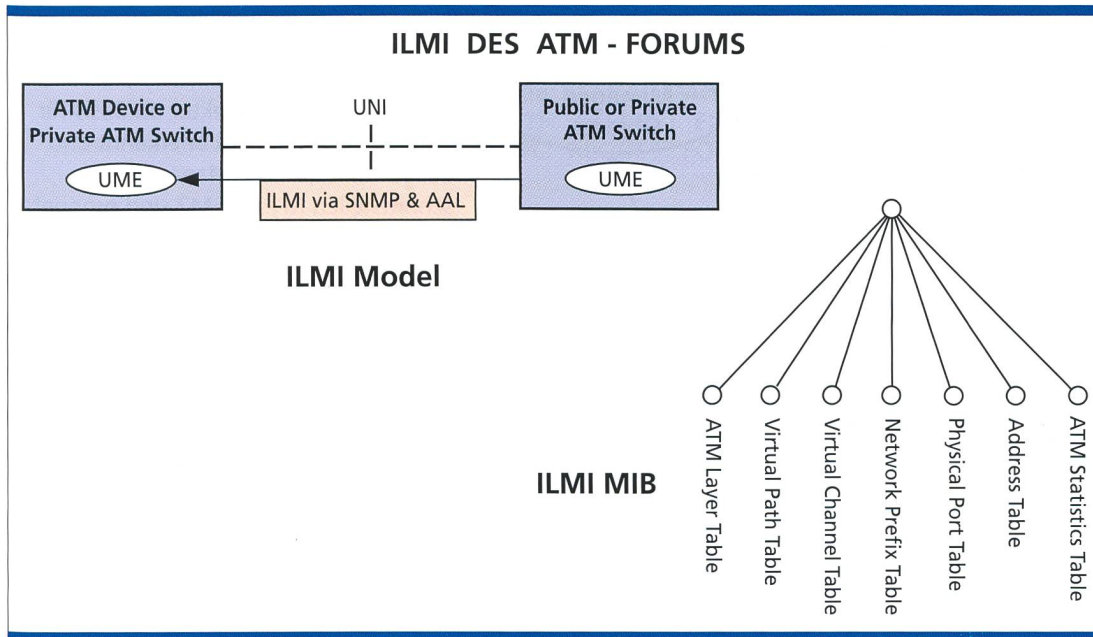 ILMI DES ATM - FORUMS
ATM Device or
Private ATM Switch
UME
UNI
ILMI via SNMP & AAL
Public or Private
ATM Switch
UME
ILMI Model
ILMI MIB
ATM Layer Table
Virtual Path Table
Virtual Channel Table
Network Prefix Table
Physical Port Table
Address Table
ATM Statistics Table